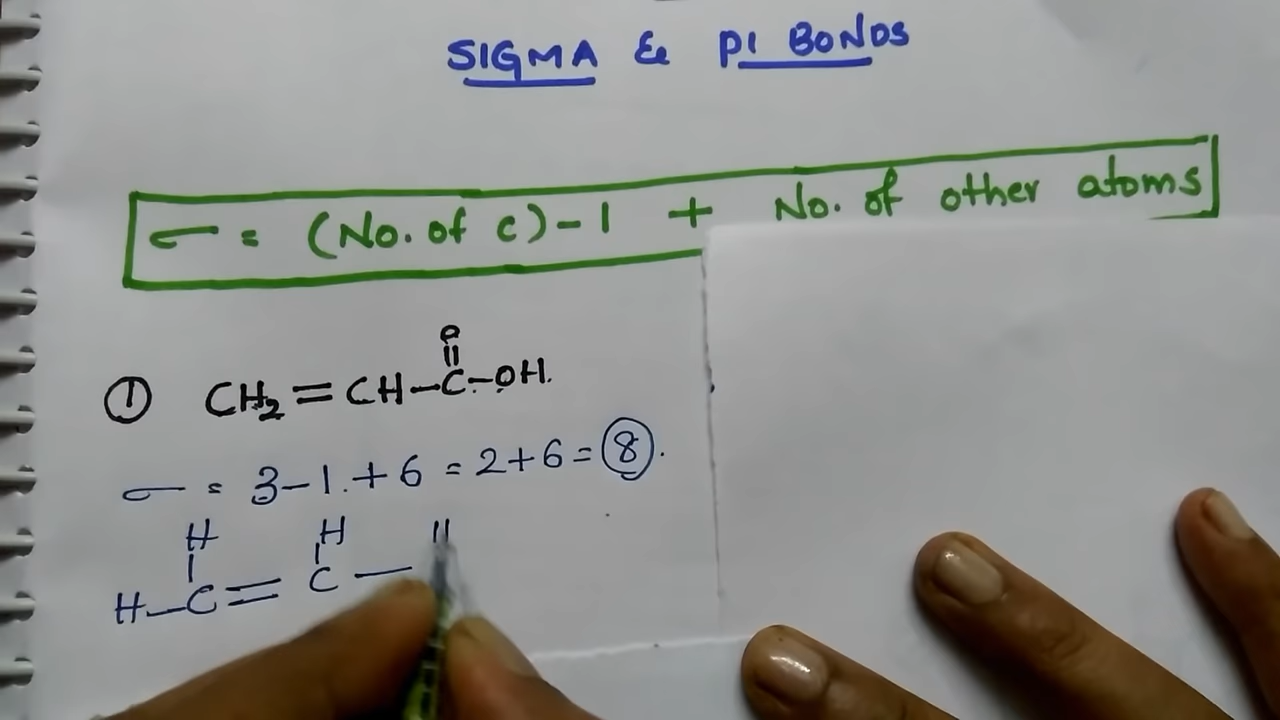 SIGMA & PI BONDS
σ = (No. of C) - 1 + No. of other atoms
O
||
① CH₂ = CH - C - OH.
σ = 3 - 1. + 6 = 2 + 6 = 8.
H H ||
| |
H - C = C -